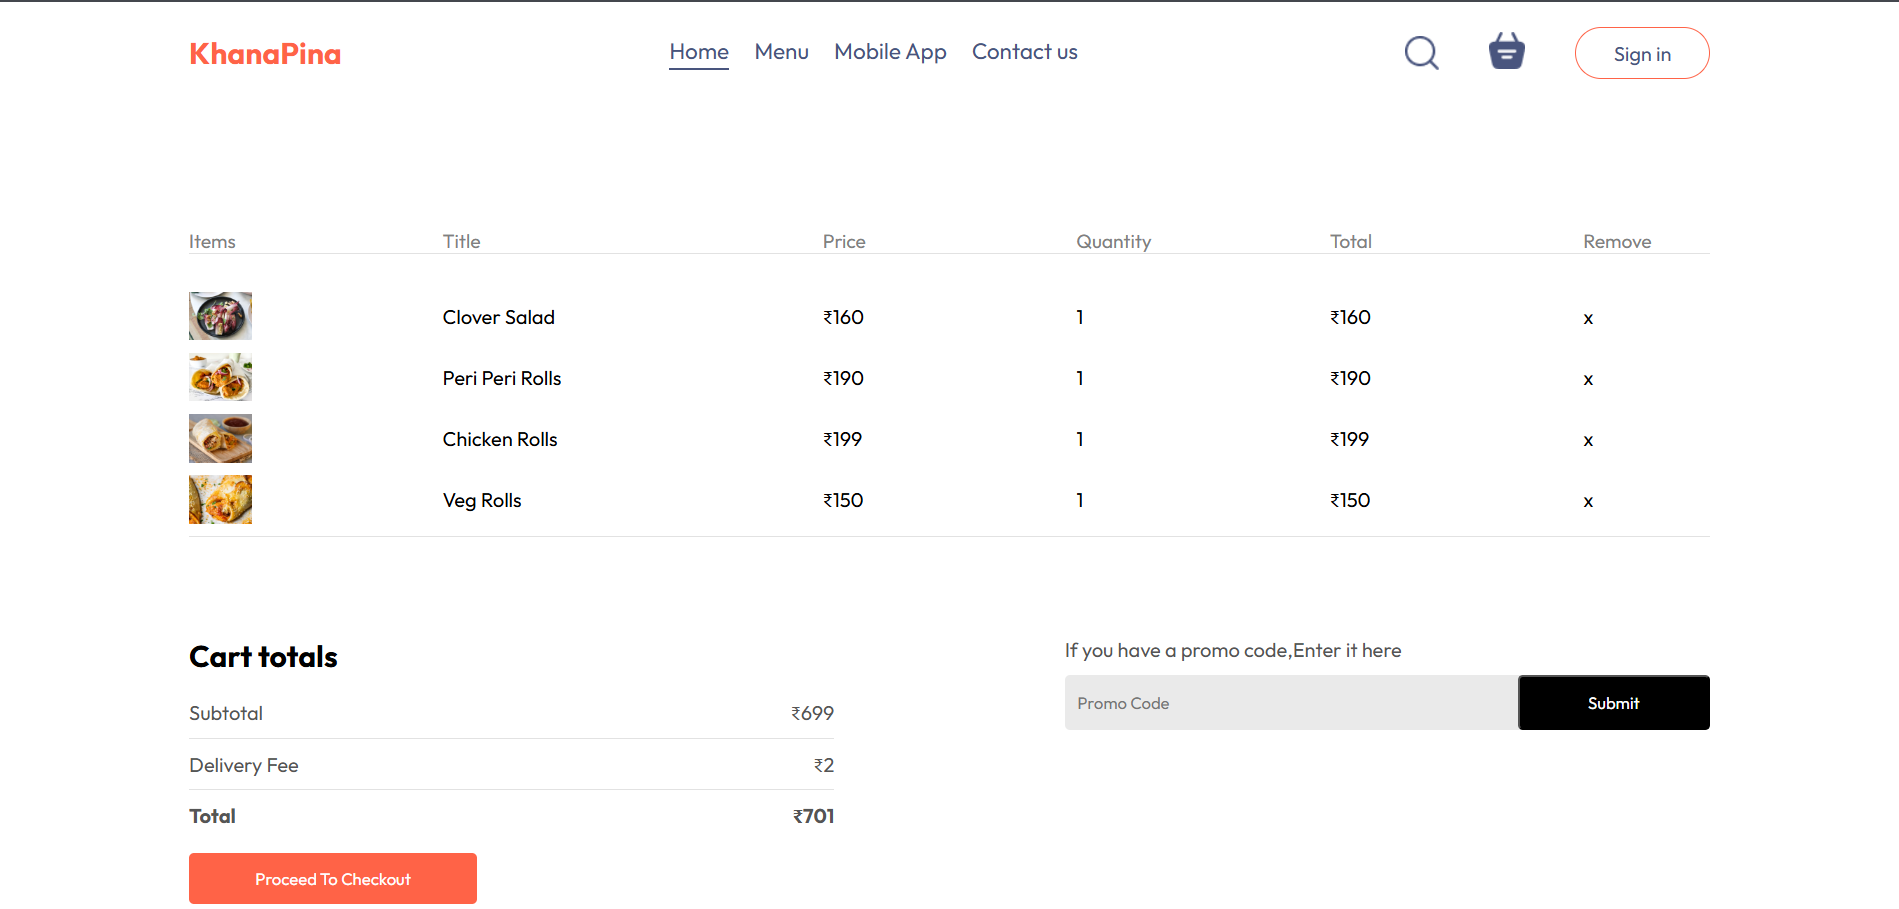 KhanaPina Home Menu Mobile App Contact us Sign in
Items Title Price Quantity Total Remove
Clover Salad ₹160 1 ₹160 x
Peri Peri Rolls ₹190 1 ₹190 x
Chicken Rolls ₹199 1 ₹199 x
Veg Rolls ₹150 1 ₹150 x
Cart totals
Subtotal ₹699
Delivery Fee ₹2
Total ₹701
Proceed To Checkout
If you have a promo code,Enter it here
Promo Code Submit